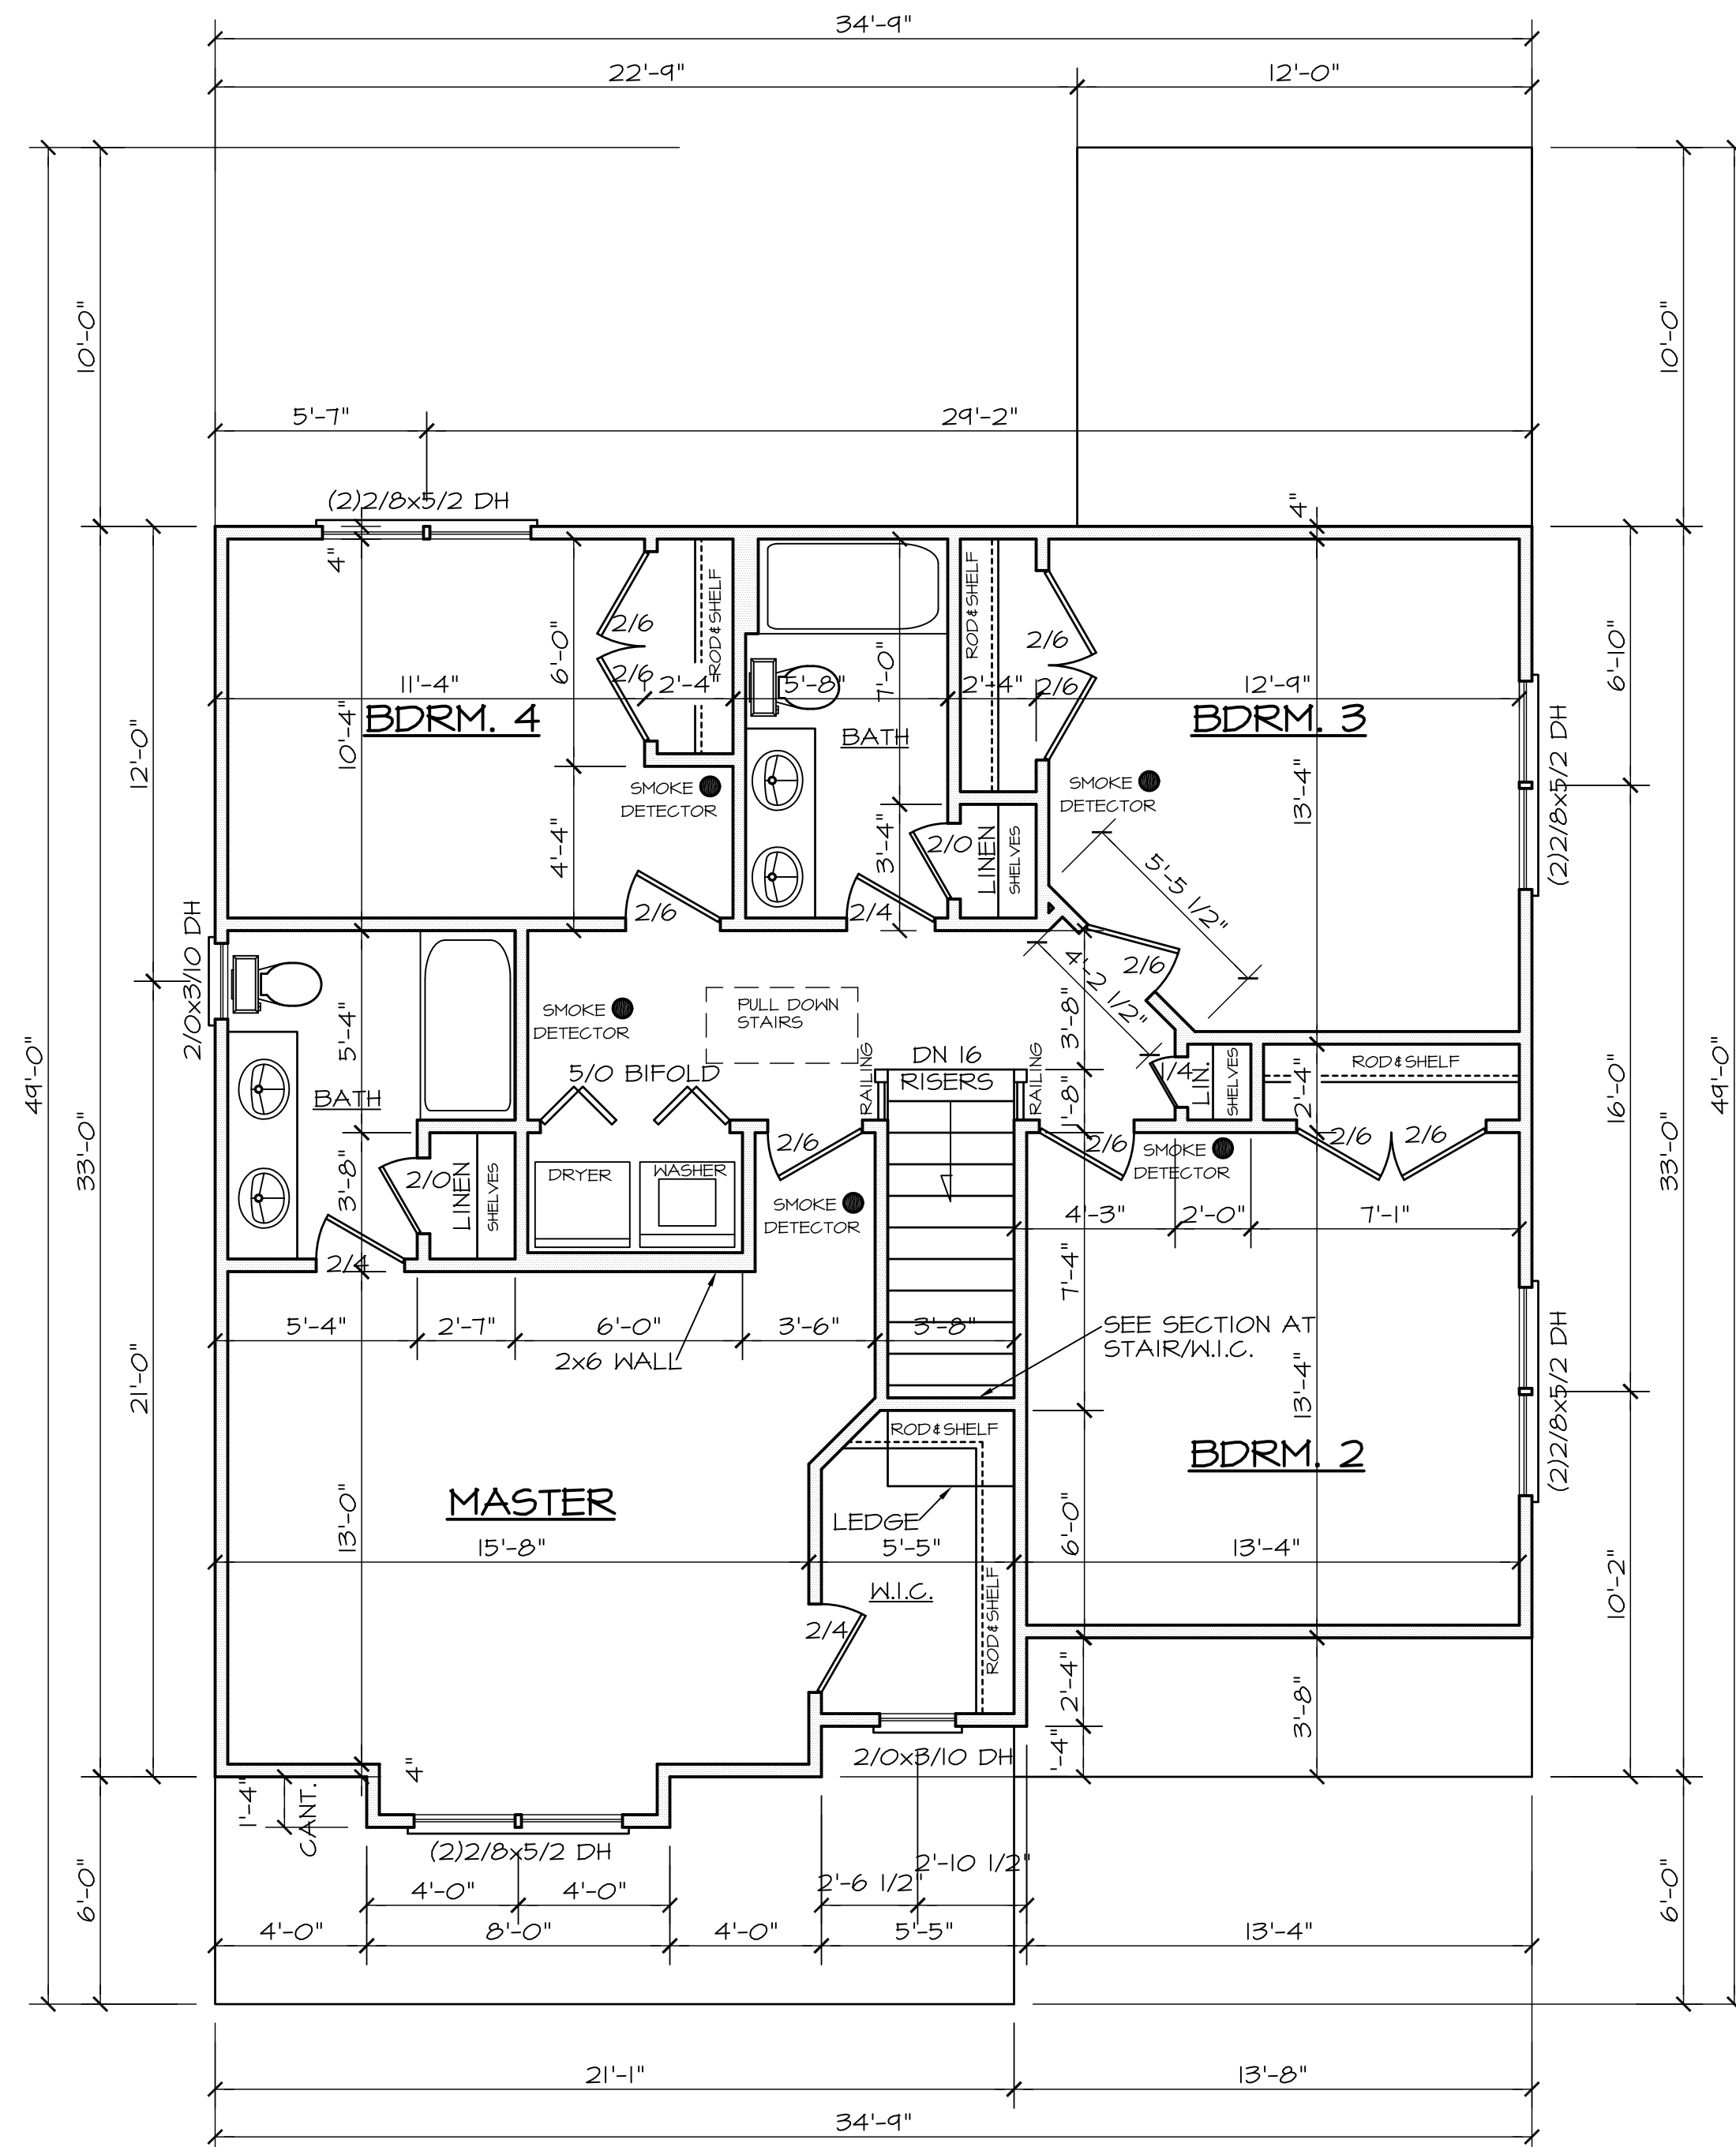 34'-9"
22'-9"
12'-0"
10'-0"
10'-0"
5'-7"
29'-2"
(2)2/8x5/2 DH
4"
4"
ROD&SHELF
ROD&SHELF
2/6
2/6
6'-0"
7'-0"
2/6
2/6
6'-10"
11'-4"
2'-4"
5'-8"
2'-4"
12'-9"
BDRM. 4
10'-4"
BATH
BDRM. 3
12'-0"
SMOKE
DETECTOR
SMOKE
DETECTOR
13'-4"
(2)2/8x5/2 DH
4'-4"
3'-4"
2/0
LINEN
SHELVES
5'-5 1/2"
2/6
2/4
2/0x3/10 DH
2/6
4'-2 1/2"
49'-0"
33'-0"
5'-4"
SMOKE
DETECTOR
PULL DOWN
STAIRS
3'-8"
RAILING
DN 16
RISERS
RAILING
5/0 BIFOLD
1'-8"
1/4
LIN.
SHELVES
2'-4"
ROD&SHELF
16'-0"
49'-0"
33'-0"
BATH
3'-8"
2/0
LINEN
SHELVES
DRYER
WASHER
2/6
2/6
SMOKE
DETECTOR
2/6
2/6
SMOKE
DETECTOR
4'-3"
2'-0"
7'-1"
2/4
7'-4"
5'-4"
2'-7"
6'-0"
3'-6"
3'-8"
2x6 WALL
SEE SECTION AT
STAIR/W.I.C.
21'-0"
13'-4"
(2)2/8x5/2 DH
ROD&SHELF
BDRM. 2
MASTER
13'-0"
LEDGE
6'-0"
15'-8"
5'-5"
13'-4"
W.I.C.
ROD&SHELF
10'-2"
2/4
2'-4"
3'-8"
2/0x3/10 DH
1'-4"
4"
1'-4"
CANT.
(2)2/8x5/2 DH
2'-10 1/2"
2'-6 1/2"
4'-0"
4'-0"
6'-0"
6'-0"
4'-0"
8'-0"
4'-0"
5'-5"
13'-4"
21'-1"
13'-8"
34'-9"